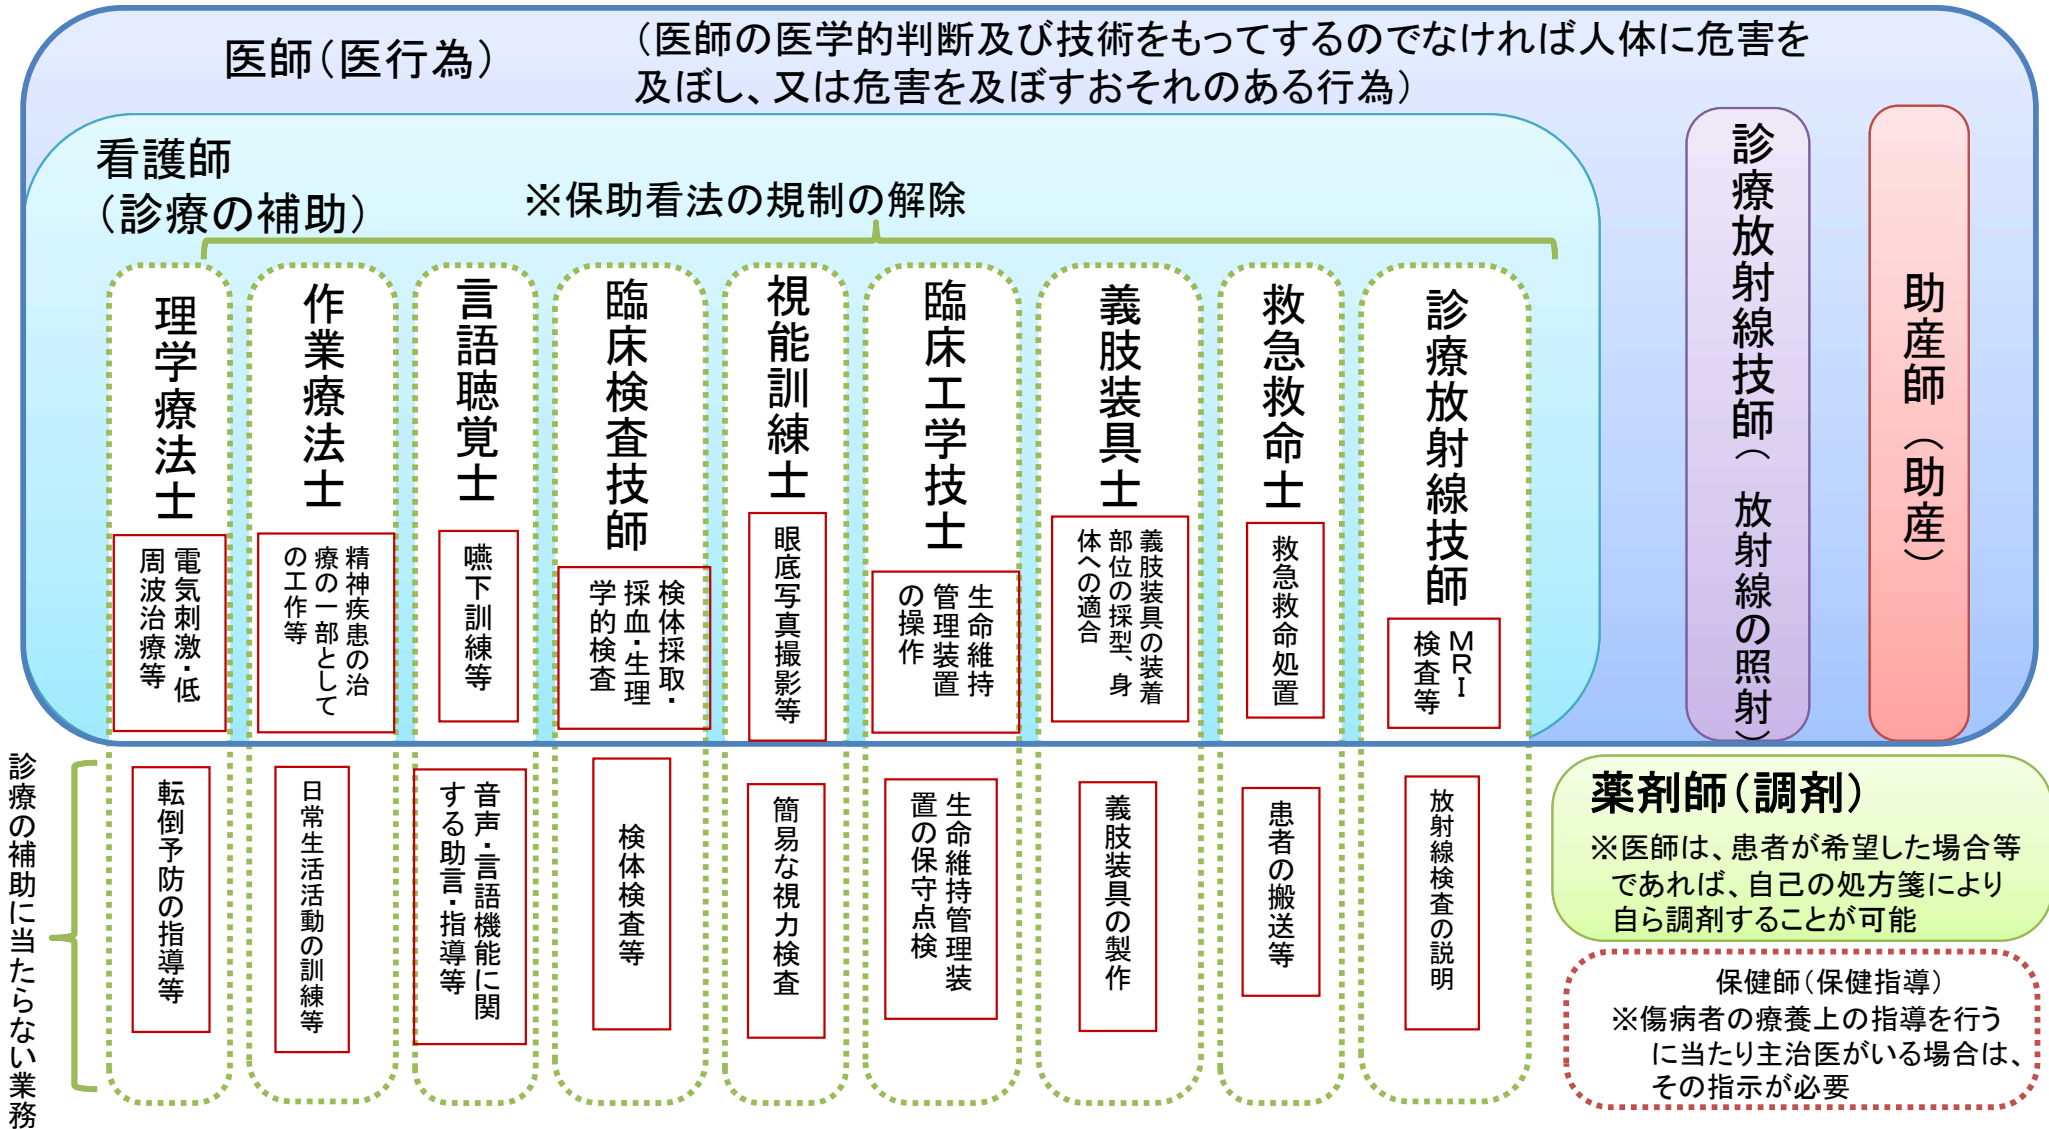 医師（医行為）
（医師の医学的判断及び技術をもってするのでなければ人体に危害を
及ぼし、又は危害を及ぼすおそれのある行為）
看護師
（診療の補助）
※保助看法の規制の解除
理学療法士
電気刺激・低
周波治療等
作業療法士
精神疾患の治
療の一部として
の工作等
言語聴覚士
嚥下訓練等
臨床検査技師
検体採取・
採血・生理
学的検査
視能訓練士
眼底写真撮影等
臨床工学技士
生命維持
管理装置
の操作
義肢装具士
義肢装具の装着
部位の採型、身
体への適合
救急救命士
救急救命処置
診療放射線技師
ＭＲＩ
検査等
診療放射線技師（放射線の照射）
助産師（助産）
診療の補助に当たらない業務
転倒予防の指導等
日常生活活動の訓練等
音声・言語機能に関
する助言・指導等
検体検査等
簡易な視力検査
生命維持管理装
置の保守点検
義肢装具の製作
患者の搬送等
放射線検査の説明
薬剤師（調剤）
※医師は、患者が希望した場合等
であれば、自己の処方箋により
自ら調剤することが可能
保健師（保健指導）
※傷病者の療養上の指導を行う
に当たり主治医がいる場合は、
その指示が必要